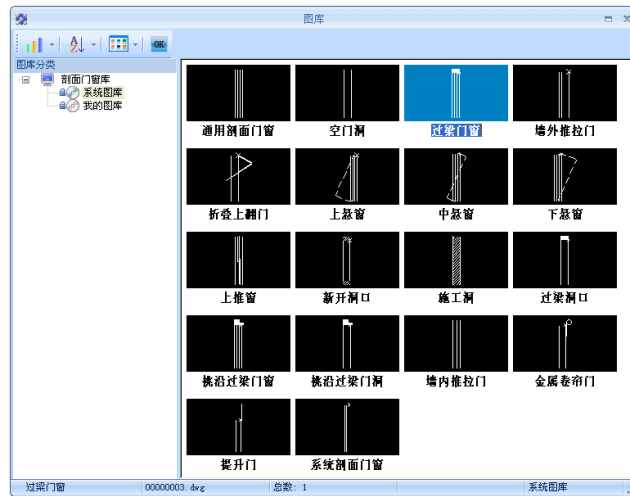 图库
OK
图库分类
剖面门窗库
系统图库
我的图库
通用剖面门窗 空门洞 过梁门窗 墙外推拉门
折叠上翻门 上悬窗 中悬窗 下悬窗
上推窗 新开洞口 施工洞 过梁洞口
挑沿过梁门窗 挑沿过梁门洞 墙内推拉门 金属卷帘门
提升门 系统剖面门窗
过梁门窗 00000003.dwg 总数: 1 系统图库